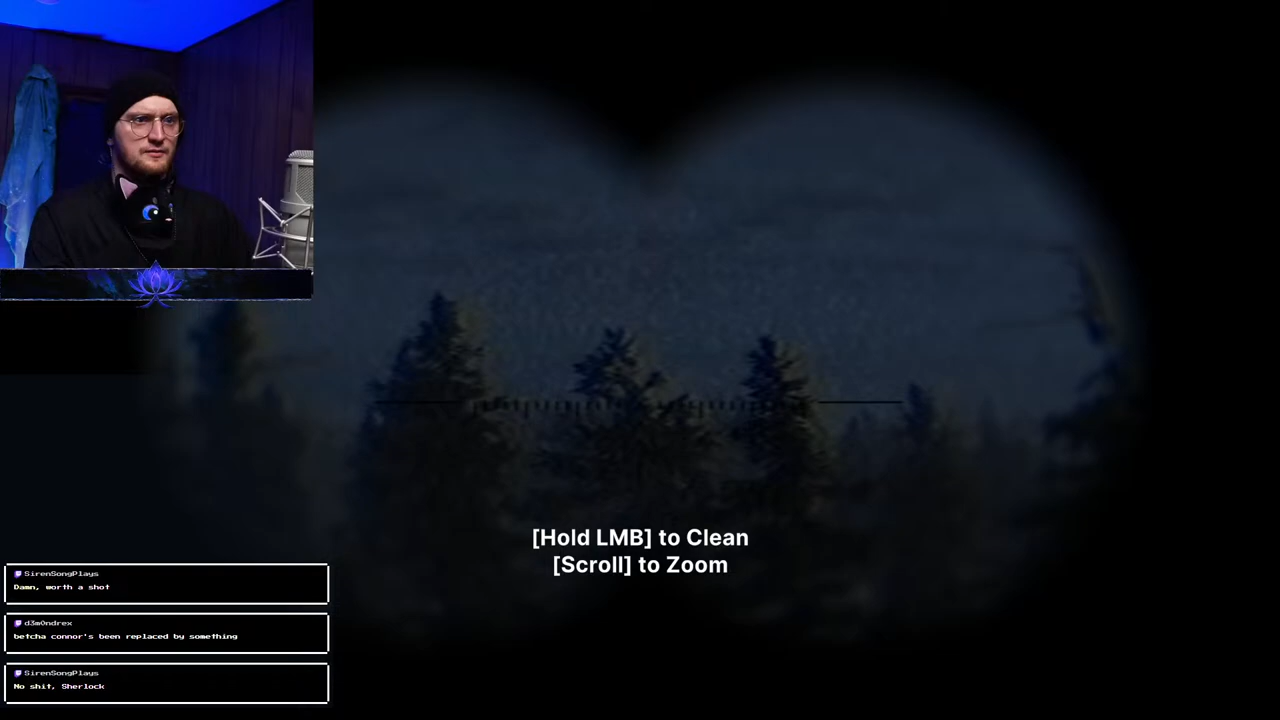 [Hold LMB] to Clean
[Scroll] to Zoom
SirenSongPlays
Damn, worth a shot
d3m0ndrex
betcha connor's been replaced by something
SirenSongPlays
No shit, Sherlock